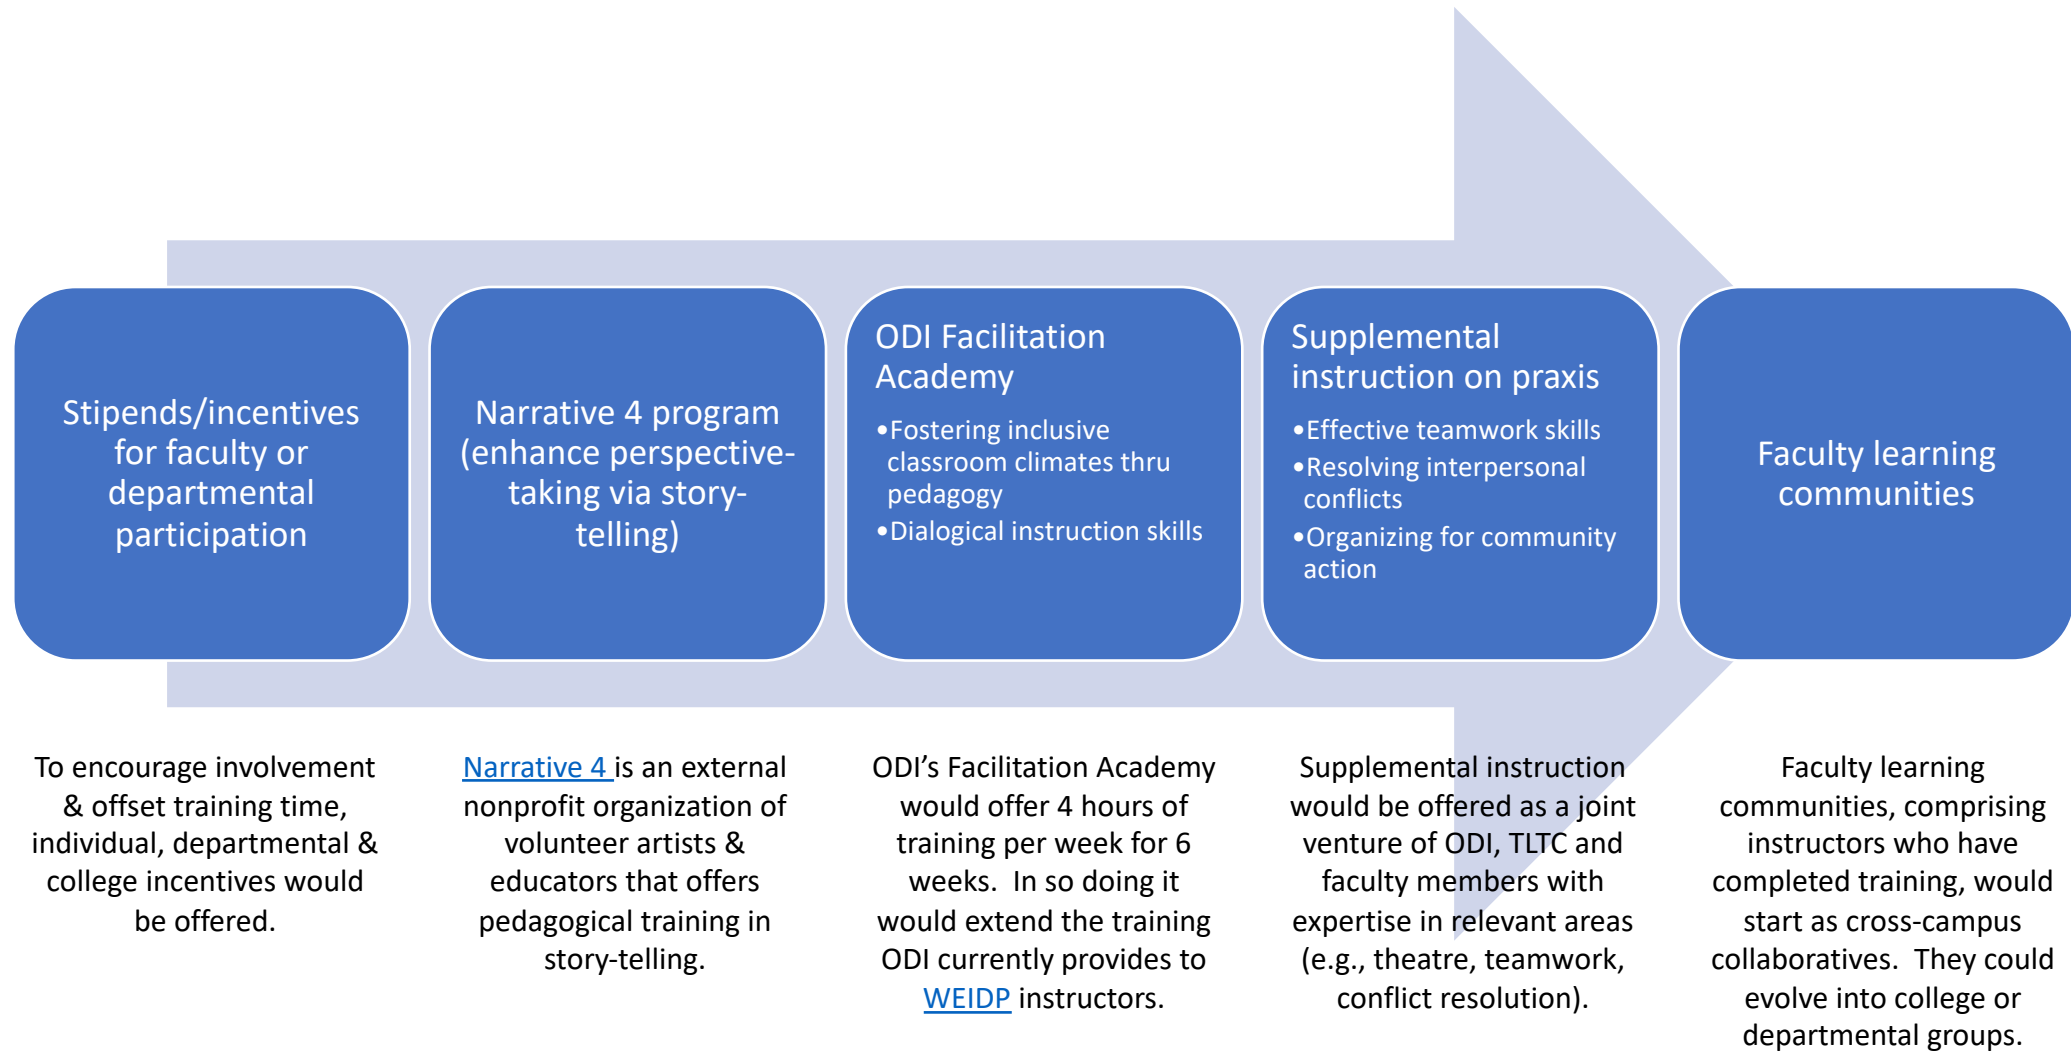 Stipends/incentives
for faculty or
departmental
participation
Narrative 4 program
(enhance perspective-
taking via story-
telling)
ODI Facilitation
Academy
•Fostering inclusive
classroom climates thru
pedagogy
•Dialogical instruction skills
Supplemental
instruction on praxis
•Effective teamwork skills
•Resolving interpersonal
conflicts
•Organizing for community
action
Faculty learning
communities
To encourage involvement
& offset training time,
individual, departmental &
college incentives would
be offered.
Narrative 4 is an external
nonprofit organization of
volunteer artists &
educators that offers
pedagogical training in
story-telling.
ODI’s Facilitation Academy
would offer 4 hours of
training per week for 6
weeks.  In so doing it
would extend the training
ODI currently provides to
WEIDP instructors.
Supplemental instruction
would be offered as a joint
venture of ODI, TLTC and
faculty members with
expertise in relevant areas
(e.g., theatre, teamwork,
conflict resolution).
Faculty learning
communities, comprising
instructors who have
completed training, would
start as cross-campus
collaboratives.  They could
evolve into college or
departmental groups.